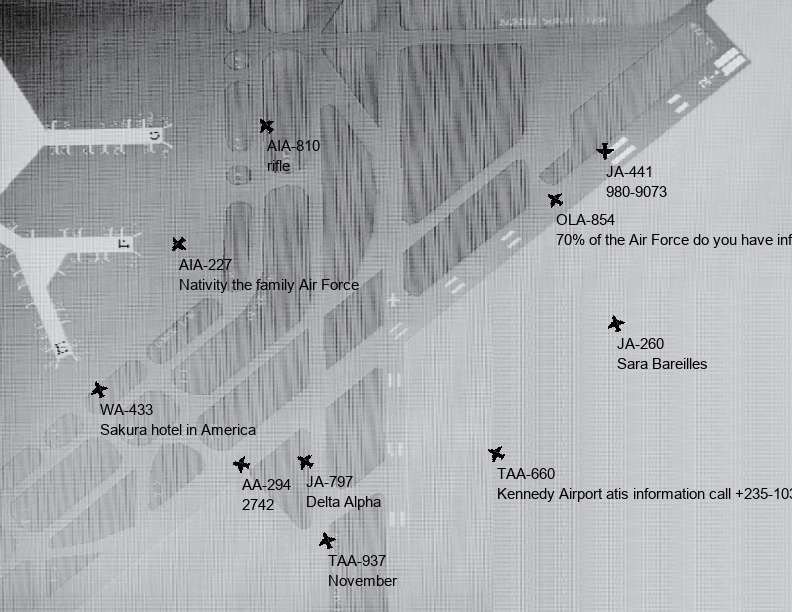 AIA-810
rifle
JA-441
980-9073
OLA-854
70% of the Air Force do you have inf
AIA-227
Nativity the family Air Force
JA-260
Sara Bareilles
WA-433
Sakura hotel in America
AA-294
2742
JA-797
Delta Alpha
TAA-660
Kennedy Airport atis information call +235-103
TAA-937
November